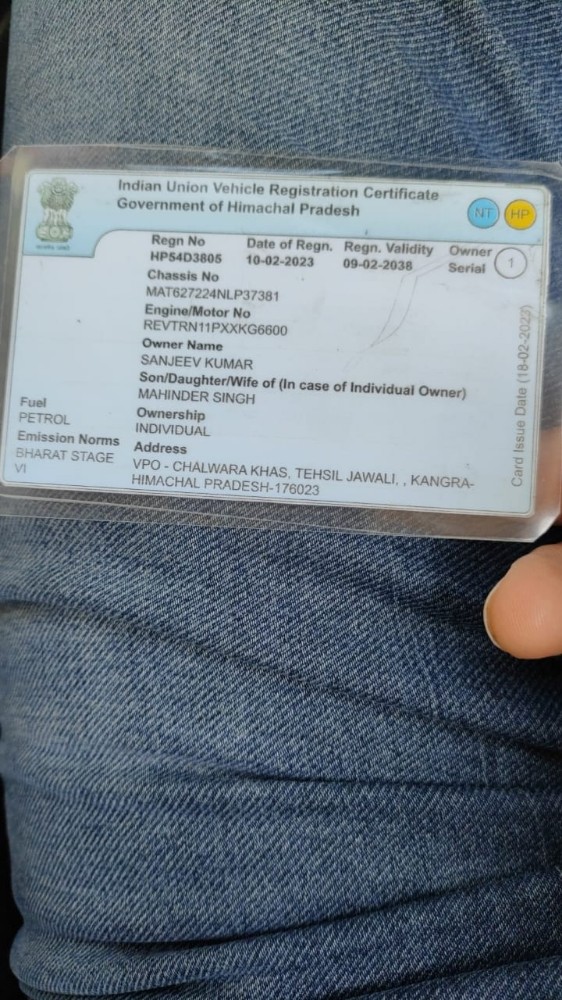 Indian Union Vehicle Registration Certificate
Government of Himachal Pradesh
NT HP
Regn No Date of Regn. Regn. Validity Owner Serial 1
HP54D3805 10-02-2023 09-02-2038
Chassis No
MAT627224NLP37381
Engine/Motor No
REVTRN11PXXKG6600
Owner Name
SANJEEV KUMAR
Son/Daughter/Wife of (In case of Individual Owner)
MAHINDER SINGH
Fuel
PETROL
Ownership
INDIVIDUAL
Emission Norms
BHARAT STAGE
VI
Address
VPO - CHALWARA KHAS, TEHSIL JAWALI, , KANGRA-
HIMACHAL PRADESH-176023
Card Issue Date (18-02-2023)